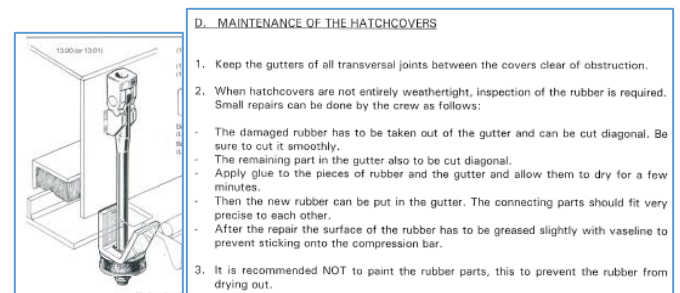 13.00 (or 13.01)
D. MAINTENANCE OF THE HATCHCOVERS
1. Keep the gutters of all transversal joints between the covers clear of obstruction.
2. When hatchcovers are not entirely weathertight, inspection of the rubber is required.
Small repairs can be done by the crew as follows:
- The damaged rubber has to be taken out of the gutter and can be cut diagonal. Be
sure to cut it smoothly.
- The remaining part in the gutter also to be cut diagonal.
- Apply glue to the pieces of rubber and the gutter and allow them to dry for a few
minutes.
- Then the new rubber can be put in the gutter. The connecting parts should fit very
precise to each other.
- After the repair the surface of the rubber has to be greased slightly with vaseline to
prevent sticking onto the compression bar.
3. It is recommended NOT to paint the rubber parts, this to prevent the rubber from
drying out.